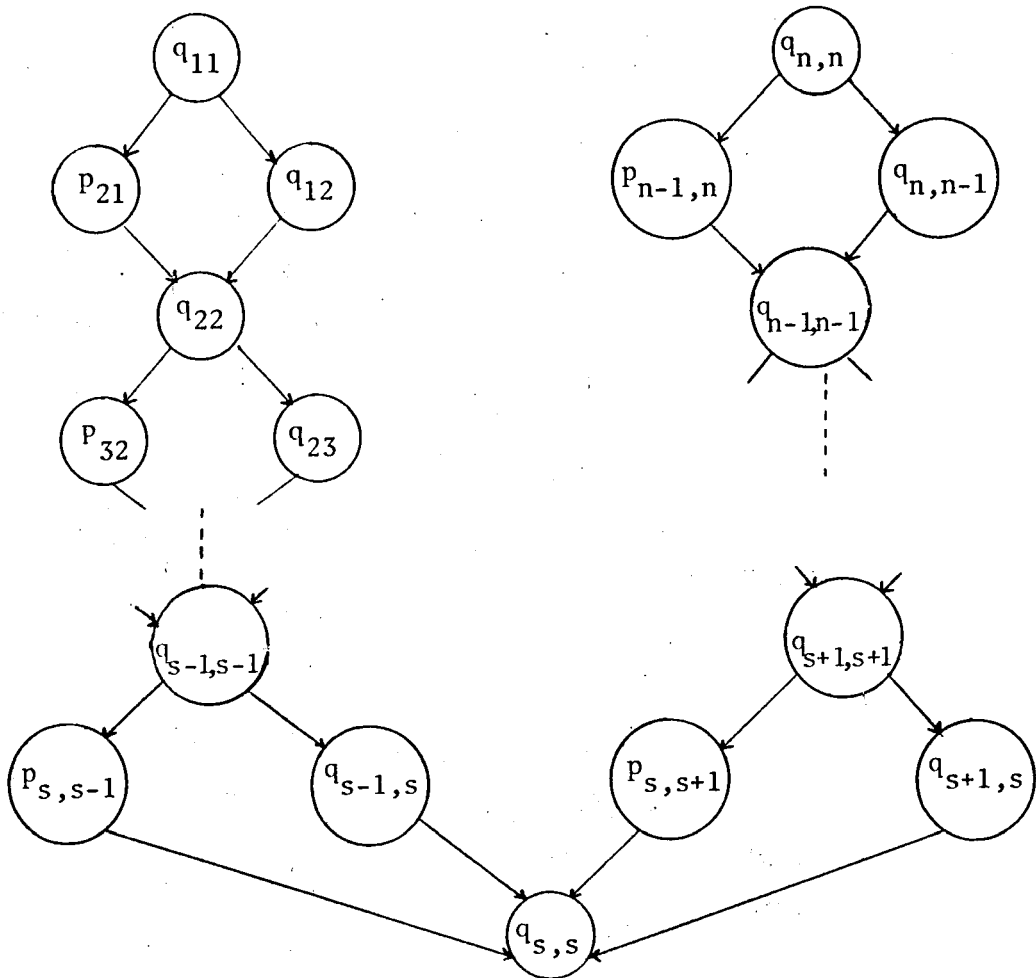 q11
qn,n
p21
q12
pn-1,n
qn,n-1
q22
qn-1,n-1
p32
q23
qs-1,s-1
qs+1,s+1
ps,s-1
qs-1,s
ps,s+1
qs+1,s
qs,s